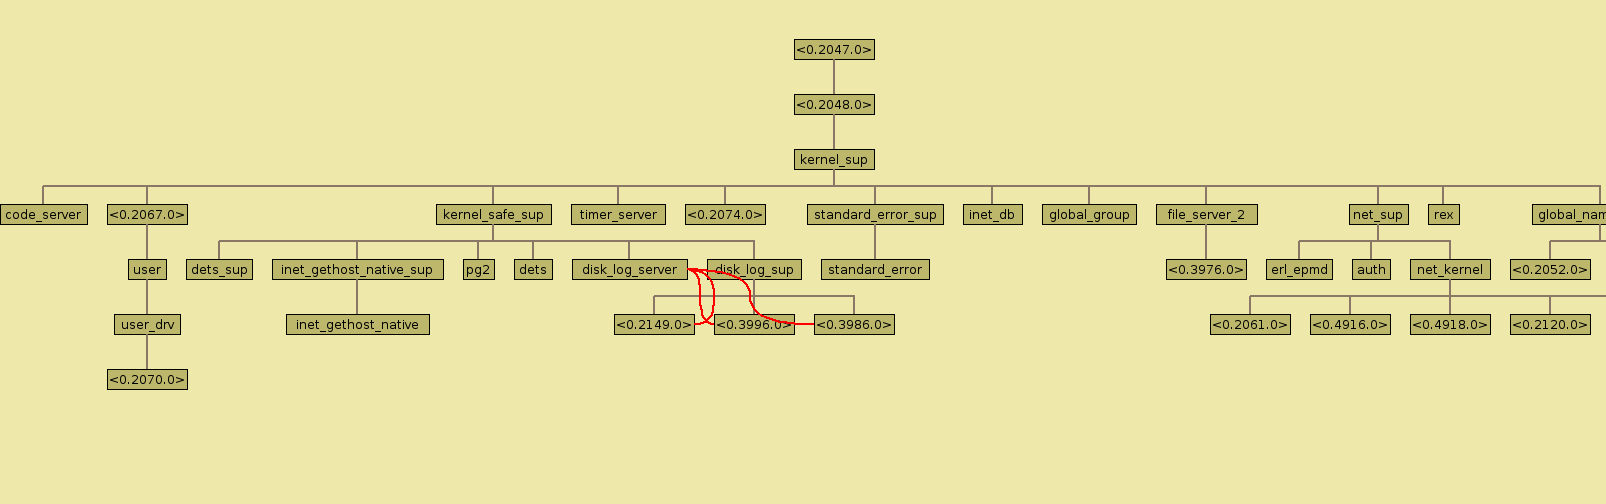 <0.2047.0>
<0.2048.0>
kernel_sup
code_server <0.2067.0> kernel_safe_sup timer_server <0.2074.0> standard_error_sup inet_db global_group file_server_2 net_sup rex global_nam
user dets_sup inet_gethost_native_sup pg2 dets disk_log_server disk_log_sup standard_error <0.3976.0> erl_epmd auth net_kernel <0.2052.0>
user_drv inet_gethost_native <0.2149.0> <0.3996.0> <0.3986.0> <0.2061.0> <0.4916.0> <0.4918.0> <0.2120.0>
<0.2070.0>